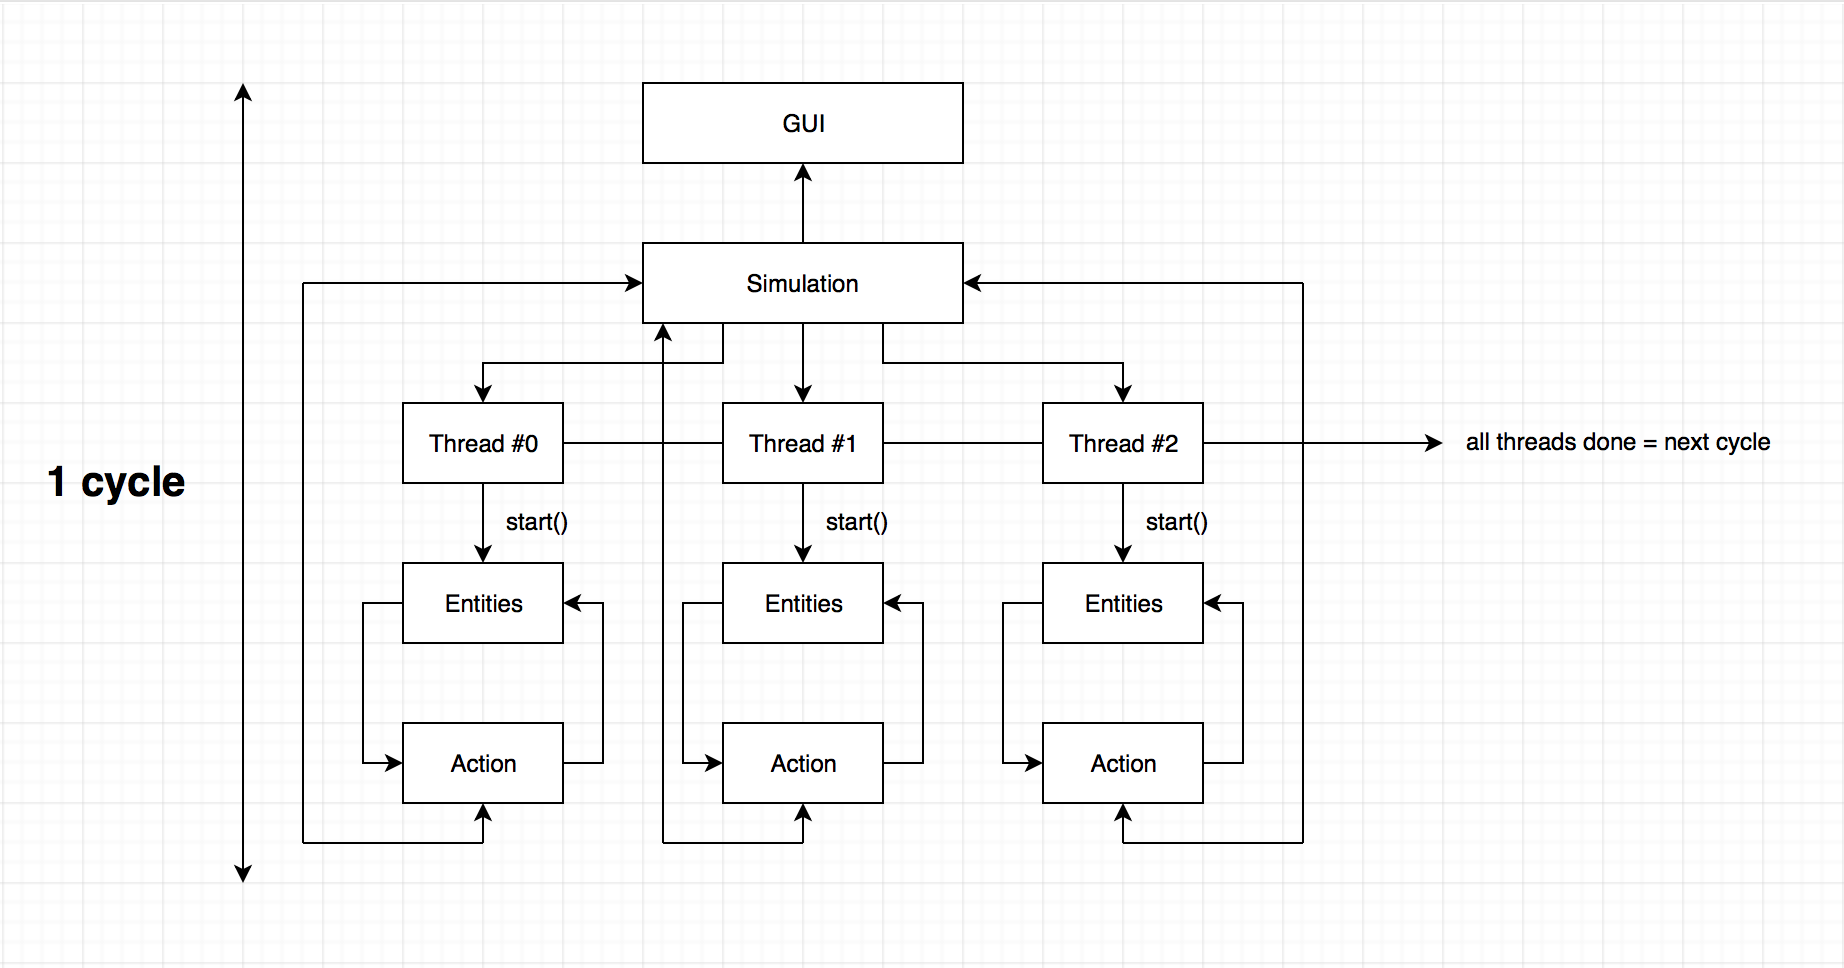 GUI
Simulation
Thread #0
Thread #1
Thread #2
all threads done = next cycle
1 cycle
start()
start()
start()
Entities
Entities
Entities
Action
Action
Action